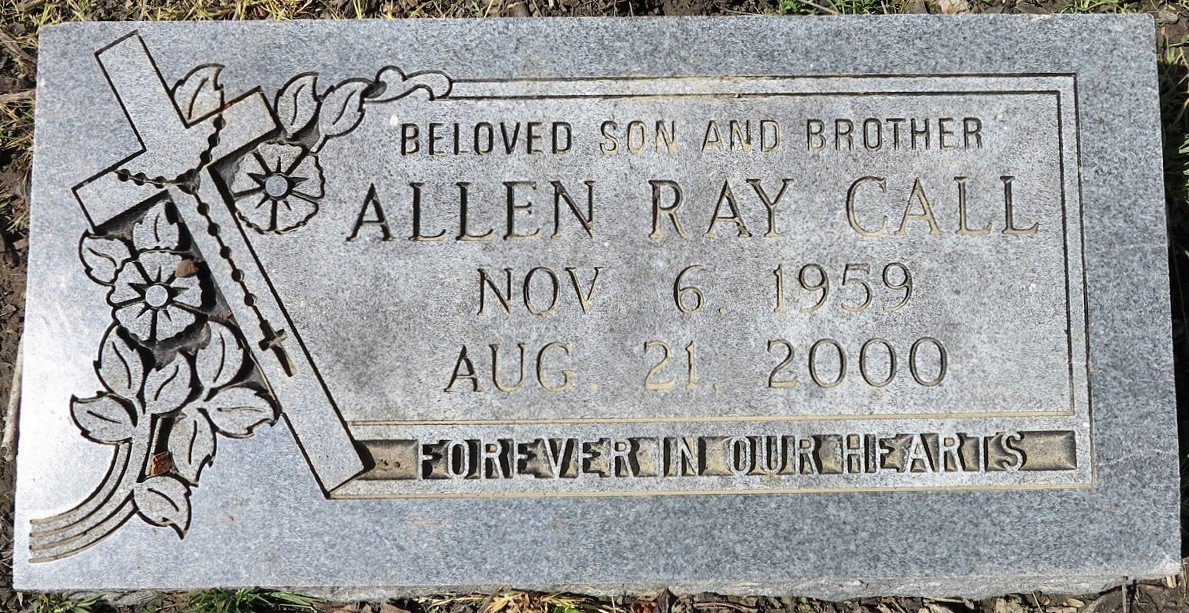 BELOVED SON AND BROTHER
ALLEN RAY CALL
NOV. 6, 1959
AUG. 21, 2000
FOREVER IN OUR HEARTS